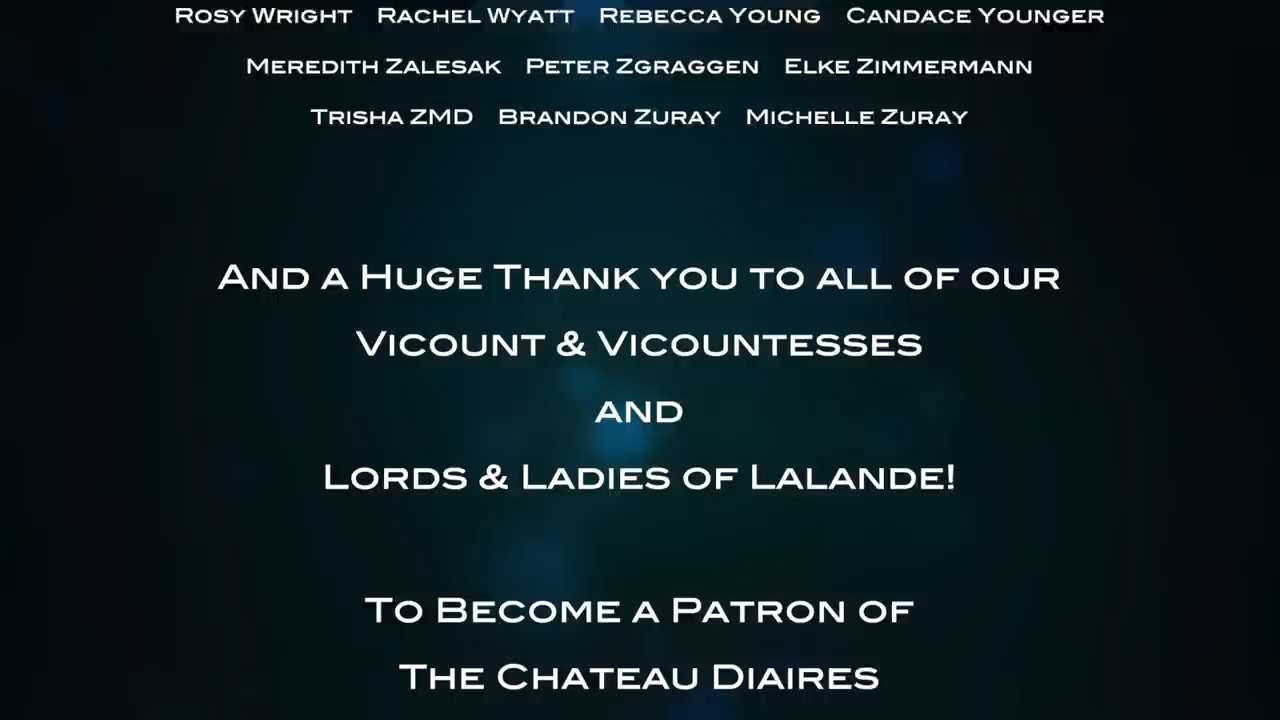 Rosy Wright Rachel Wyatt Rebecca Young Candace Younger
Meredith Zalesak Peter Zgraggen Elke Zimmermann
Trisha ZMD Brandon Zuray Michelle Zuray
And a Huge Thank you to all of our
Vicount & Vicountesses
and
Lords & Ladies of Lalande!
To Become a Patron of
The Chateau Diaires